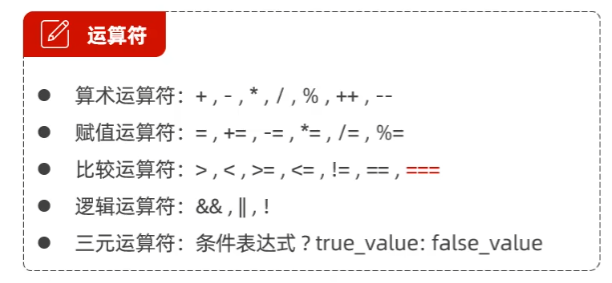 运算符
● 算术运算符：+ , - , * , / , % , ++ , --
● 赋值运算符：= , += , -= , *= , /= , %=
● 比较运算符：> , < , >= , <= , != , == , ===
● 逻辑运算符：&& , || , !
● 三元运算符：条件表达式 ? true_value: false_value